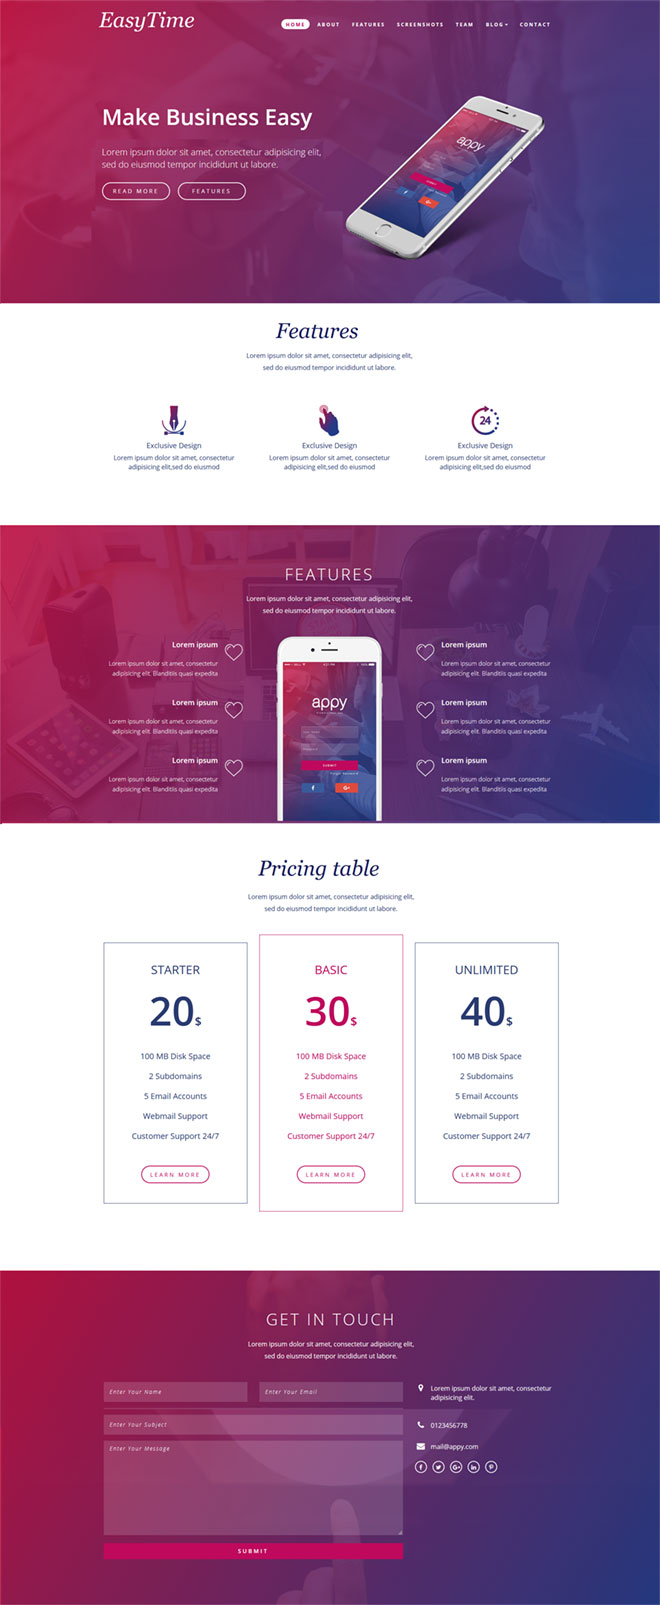 EasyTime
HOME ABOUT FEATURES SCREENSHOTS TEAM BLOG CONTACT
Make Business Easy
Lorem ipsum dolor sit amet, consectetur adipisicing elit,
sed do eiusmod tempor incididunt ut labore.
READ MORE FEATURES
appy
SUBMIT
Features
Lorem ipsum dolor sit amet, consectetur adipisicing elit,
sed do eiusmod tempor incididunt ut labore.
24
Exclusive Design
Lorem ipsum dolor sit amet, consectetur
adipisicing elit,sed do eiusmod
Exclusive Design
Lorem ipsum dolor sit amet, consectetur
adipisicing elit,sed do eiusmod
Exclusive Design
Lorem ipsum dolor sit amet, consectetur
adipisicing elit,sed do eiusmod
FEATURES
Lorem ipsum dolor sit amet, consectetur adipisicing elit,
sed do eiusmod tempor incididunt ut labore.
Lorem ipsum
Lorem ipsum dolor sit amet, consectetur
adipisicing elit. Blanditiis quasi expedita
Lorem ipsum
Lorem ipsum dolor sit amet, consectetur
adipisicing elit. Blanditiis quasi expedita
Lorem ipsum
Lorem ipsum dolor sit amet, consectetur
adipisicing elit. Blanditiis quasi expedita
appy
SUBMIT
Lorem ipsum
Lorem ipsum dolor sit amet, consectetur
adipisicing elit. Blanditiis quasi expedita
Lorem ipsum
Lorem ipsum dolor sit amet, consectetur
adipisicing elit. Blanditiis quasi expedita
Lorem ipsum
Lorem ipsum dolor sit amet, consectetur
adipisicing elit. Blanditiis quasi expedita
Pricing table
Lorem ipsum dolor sit amet, consectetur adipisicing elit,
sed do eiusmod tempor incididunt ut labore.
STARTER
20$
100 MB Disk Space
2 Subdomains
5 Email Accounts
Webmail Support
Customer Support 24/7
LEARN MORE
BASIC
30$
100 MB Disk Space
2 Subdomains
5 Email Accounts
Webmail Support
Customer Support 24/7
LEARN MORE
UNLIMITED
40$
100 MB Disk Space
2 Subdomains
5 Email Accounts
Webmail Support
Customer Support 24/7
LEARN MORE
GET IN TOUCH
Lorem ipsum dolor sit amet, consectetur adipisicing elit,
sed do eiusmod tempor incididunt ut labore.
Enter Your Name
Enter Your Email
Enter Your Subject
Enter Your Message
SUBMIT
Lorem ipsum dolor sit amet, consectetur
adipisicing elit.
0123456778
mail@appy.com